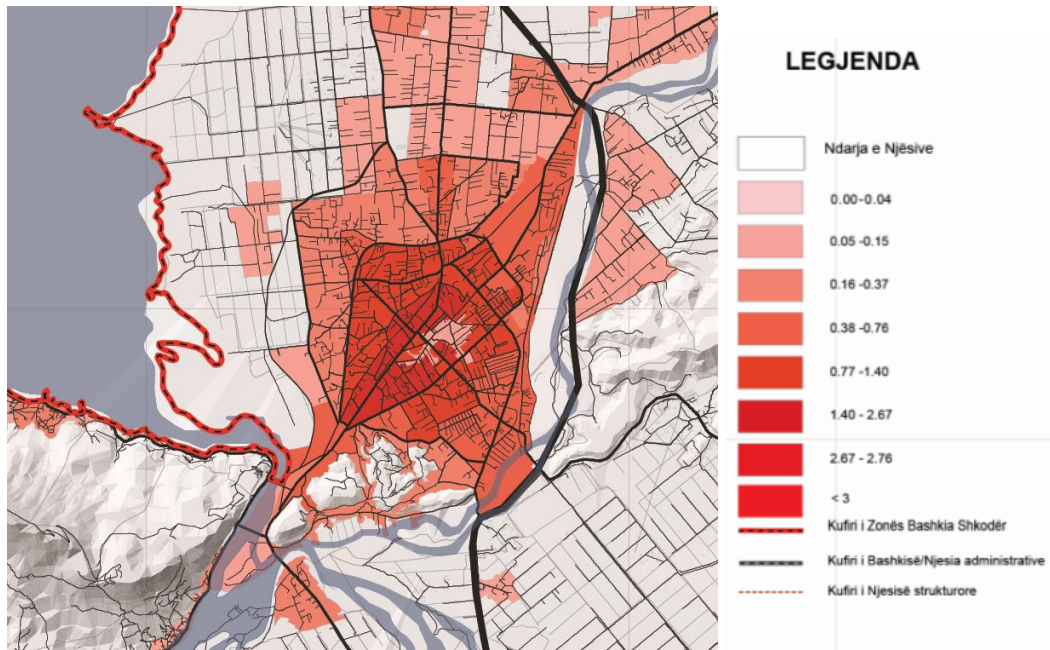 LEGJENDA
Ndarja e Njësive
0.00-0.04
0.05 -0.15
0.16 -0.37
0.38 -0.76
0.77 -1.40
1.40 - 2.67
2.67 - 2.76
< 3
Kufiri i Zonës Bashkia Shkodër
Kufiri i Bashkisë/Njesia administrative
Kufiri i Njesisë strukturore